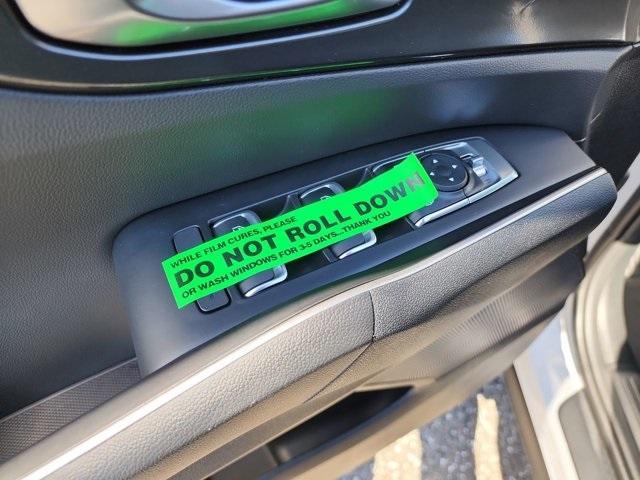 WHILE FILM CURES, PLEASE
DO NOT ROLL DOWN
OR WASH WINDOWS FOR 3-5 DAYS...THANK YOU